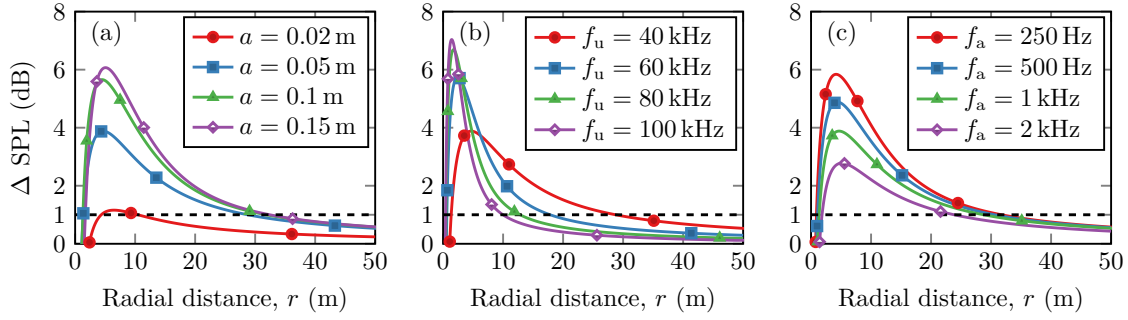 Δ SPL (dB)
8
6
4
2
1
0
(a)
a = 0.02 m
a = 0.05 m
a = 0.1 m
a = 0.15 m
0 10 20 30 40 50
Radial distance, r (m)
8
6
4
2
1
0
(b)
f_u = 40 kHz
f_u = 60 kHz
f_u = 80 kHz
f_u = 100 kHz
0 10 20 30 40 50
Radial distance, r (m)
8
6
4
2
1
0
(c)
f_a = 250 Hz
f_a = 500 Hz
f_a = 1 kHz
f_a = 2 kHz
0 10 20 30 40 50
Radial distance, r (m)